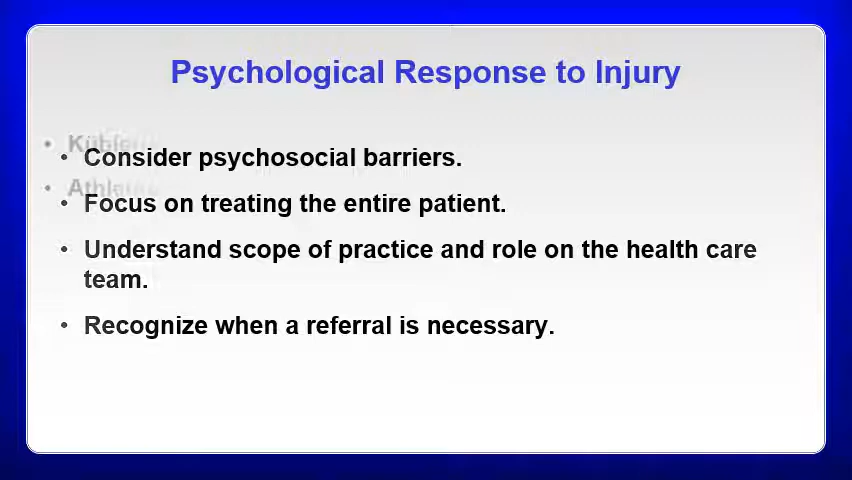 Psychological Response to Injury
• Consider psychosocial barriers.
• Focus on treating the entire patient.
• Understand scope of practice and role on the health care
team.
• Recognize when a referral is necessary.